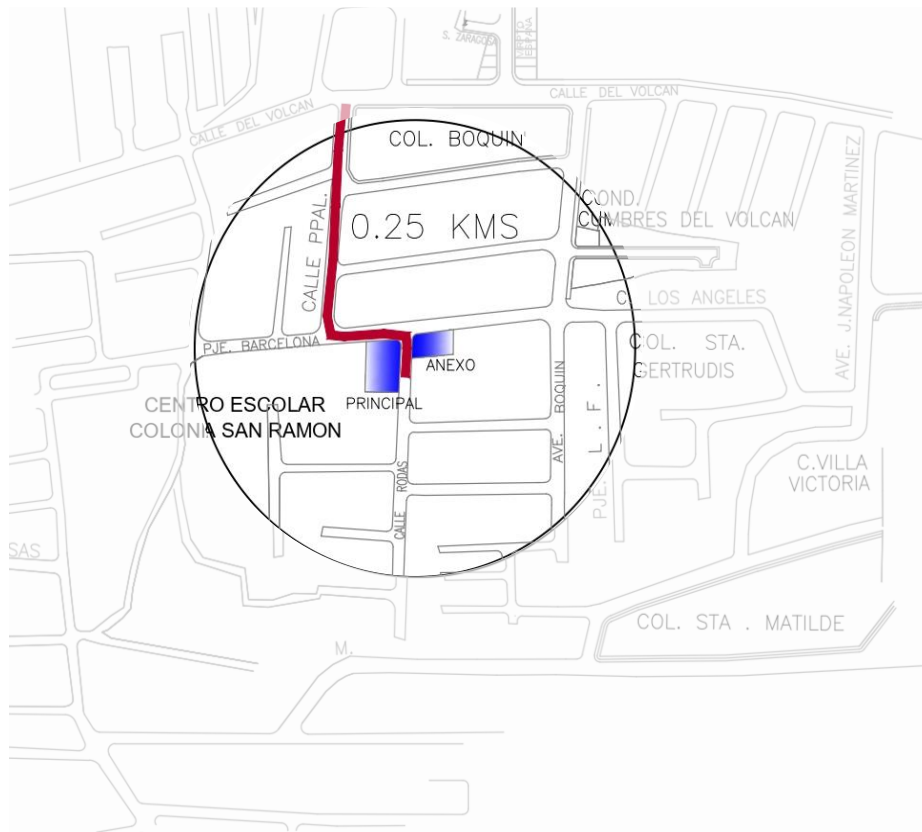 S. ZARAGOSA
ESPAÑA
CALLE DEL VOLCAN
CALLE DEL VOLCAN
COL. BOQUIN
AVE. J.NAPOLEON MARTINEZ
COND.
CUMBRES DEL VOLCAN
0.25 KMS
CALLE PPAL.
C. LOS ANGELES
PJE. BARCELONA
COL. STA.
GERTRUDIS
ANEXO
PRINCIPAL
CENTRO ESCOLAR
COLONIA SAN RAMON
AVE. BOQUIN
PJE. L . F .
C.VILLA
VICTORIA
CALLE RODAS
SAS
COL. STA . MATILDE
M.